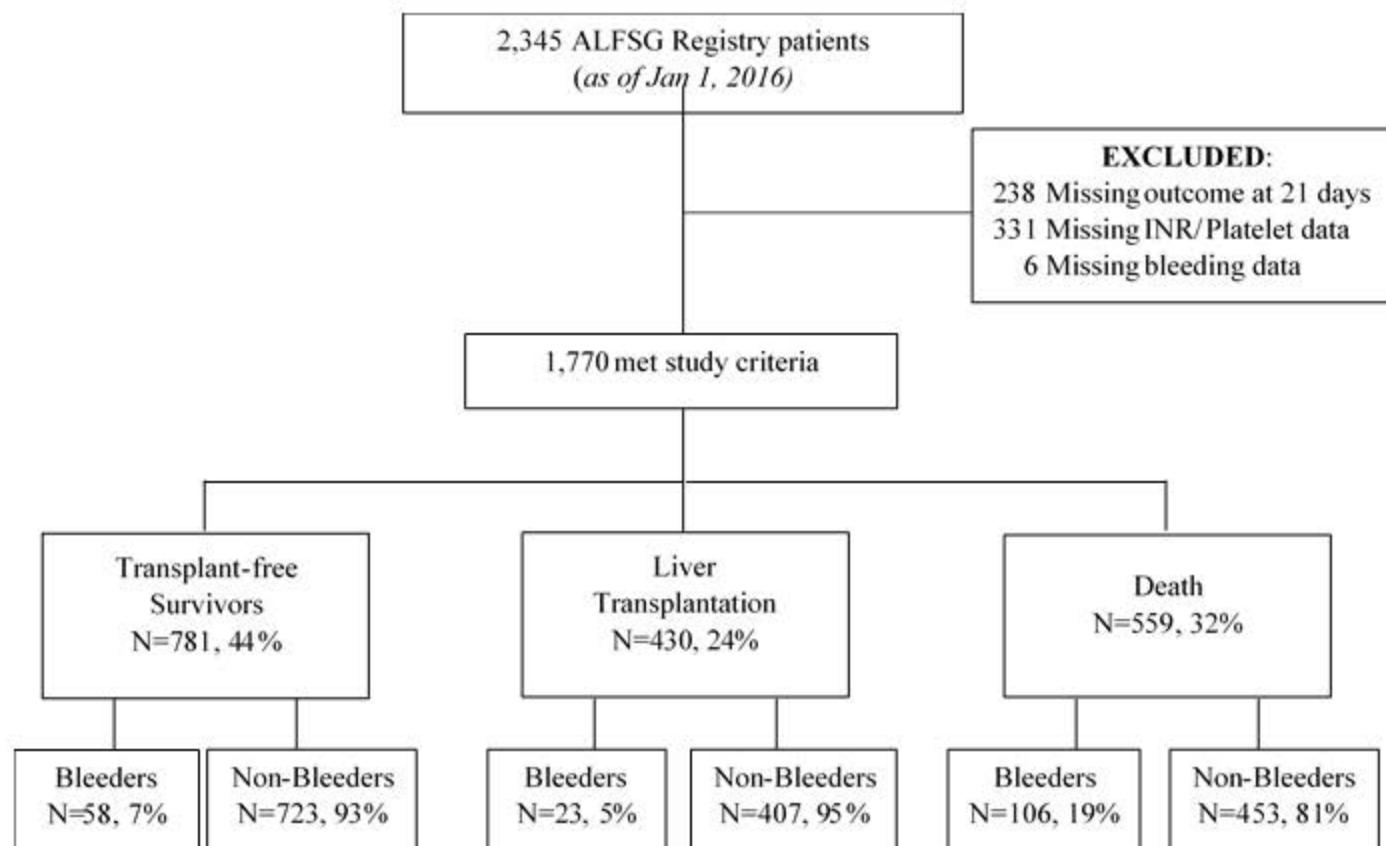 2,345 ALFSG Registry patients
(as of Jan 1, 2016)
EXCLUDED:
238 Missing outcome at 21 days
331 Missing INR/Platelet data
6 Missing bleeding data
1,770 met study criteria
Transplant-free
Survivors
N=781, 44%
Liver
Transplantation
N=430, 24%
Death
N=559, 32%
Bleeders
N=58, 7%
Non-Bleeders
N=723, 93%
Bleeders
N=23, 5%
Non-Bleeders
N=407, 95%
Bleeders
N=106, 19%
Non-Bleeders
N=453, 81%